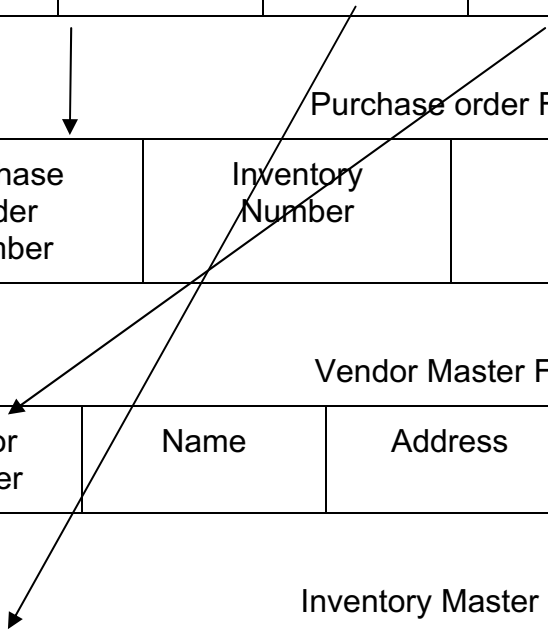 Purchase order F
hase
der
nber
Inventory
Number
Vendor Master F
or
er
Name
Address
Inventory Master